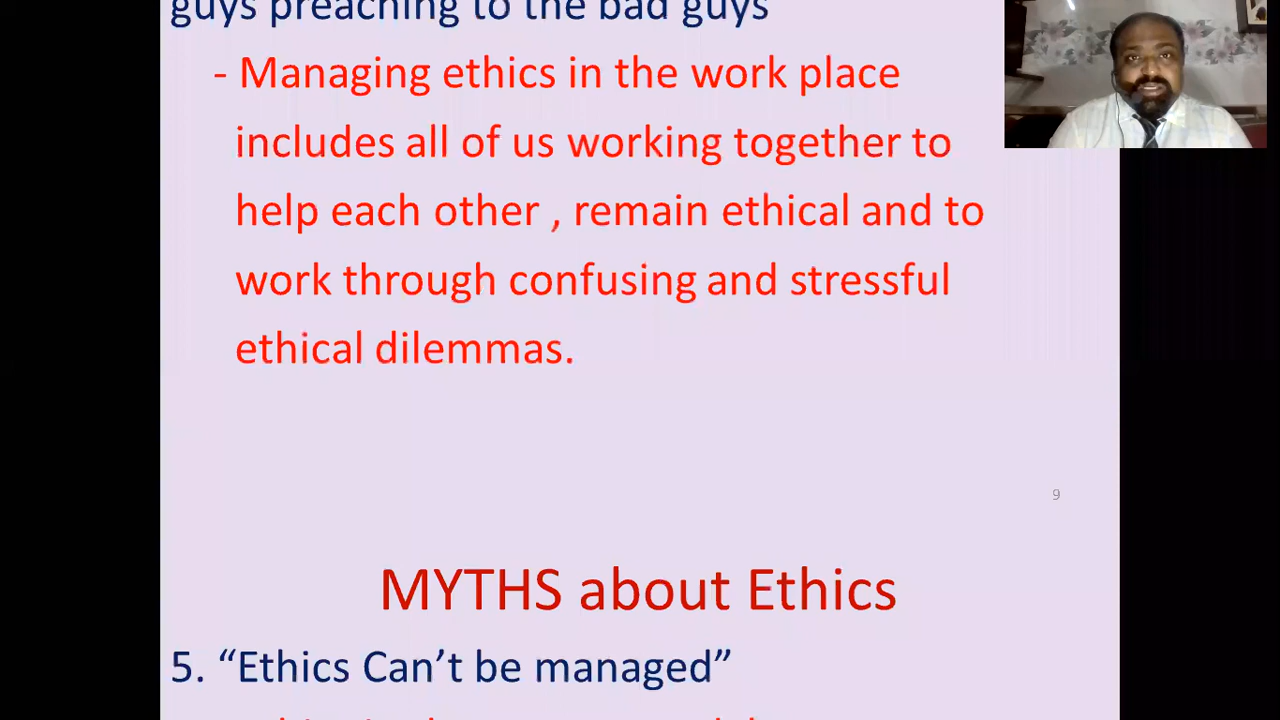 guys preaching to the bad guys
- Managing ethics in the work place
includes all of us working together to
help each other , remain ethical and to
work through confusing and stressful
ethical dilemmas.
9
MYTHS about Ethics
5. “Ethics Can’t be managed”